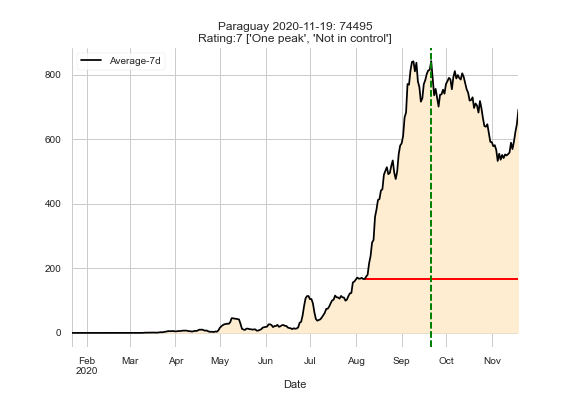 Paraguay 2020-11-19: 74495
Rating:7 ['One peak', 'Not in control']
Average-7d
800
600
400
200
0
Feb Mar Apr May Jun Jul Aug Sep Oct Nov
2020
Date